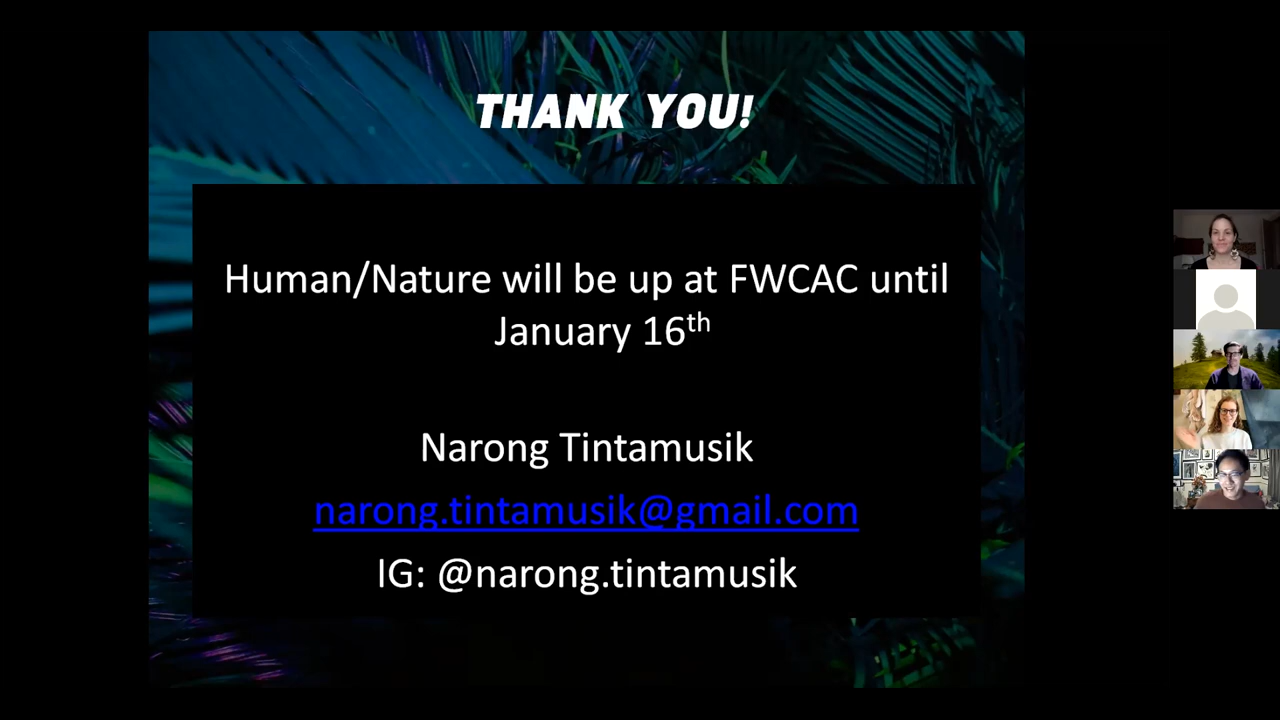 THANK YOU!
Human/Nature will be up at FWCAC until
January 16th
Narong Tintamusik
narong.tintamusik@gmail.com
IG: @narong.tintamusik